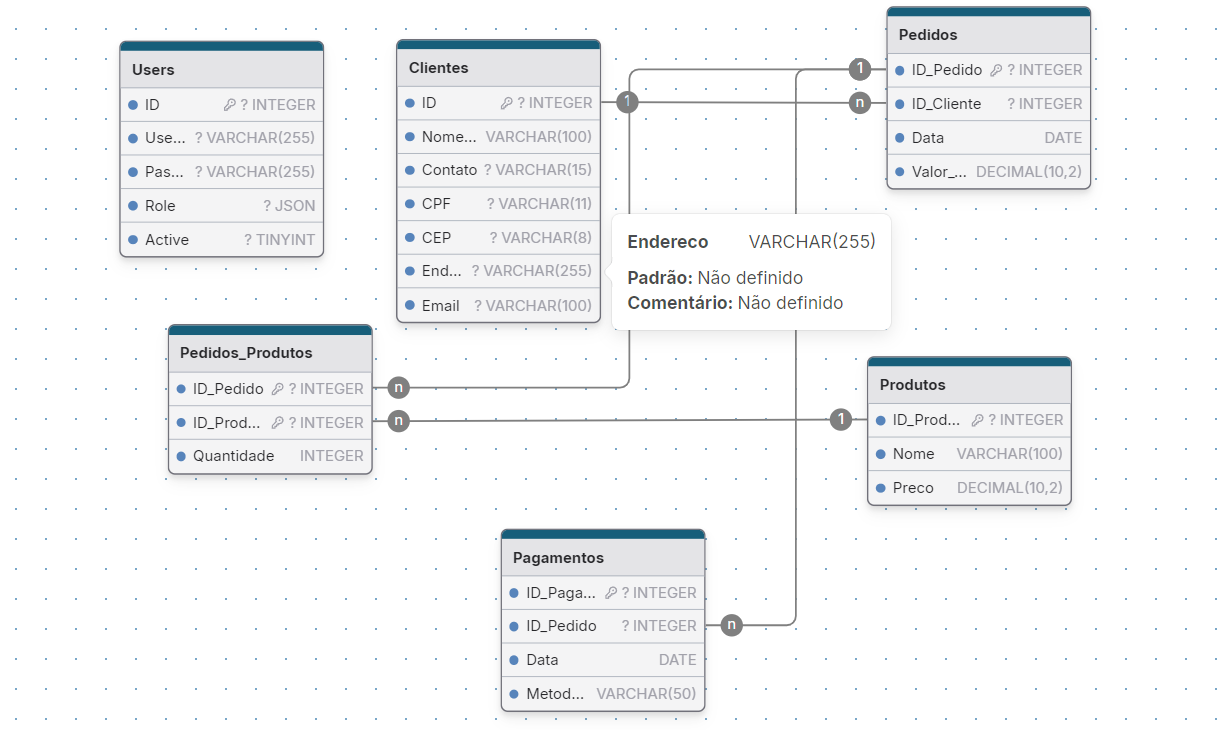 Users
ID ? INTEGER
Use... ? VARCHAR(255)
Pas... ? VARCHAR(255)
Role ? JSON
Active ? TINYINT
Clientes
ID ? INTEGER
Nome... VARCHAR(100)
Contato ? VARCHAR(15)
CPF ? VARCHAR(11)
CEP ? VARCHAR(8)
End... ? VARCHAR(255)
Email ? VARCHAR(100)
Pedidos
ID_Pedido ? INTEGER
ID_Cliente ? INTEGER
Data DATE
Valor_... DECIMAL(10,2)
1
1
n
Endereco VARCHAR(255)
Padrão: Não definido
Comentário: Não definido
Pedidos_Produtos
ID_Pedido ? INTEGER
ID_Prod... ? INTEGER
Quantidade INTEGER
n
n
1
Produtos
ID_Prod... ? INTEGER
Nome VARCHAR(100)
Preco DECIMAL(10,2)
Pagamentos
ID_Paga... ? INTEGER
ID_Pedido ? INTEGER
Data DATE
Metod... VARCHAR(50)
n